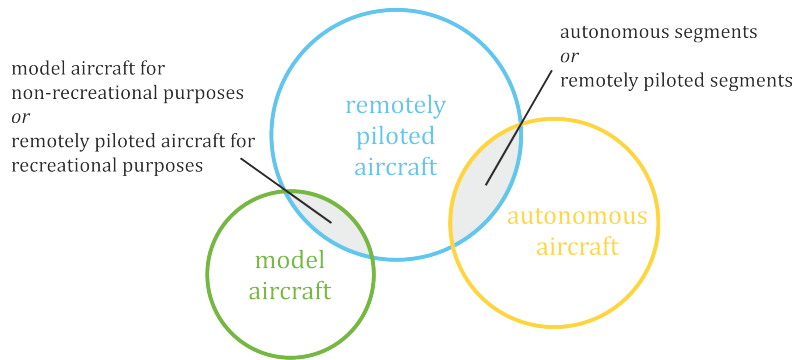 model aircraft for
non-recreational purposes
or
remotely piloted aircraft for
recreational purposes
autonomous segments
or
remotely piloted segments
remotely
piloted
aircraft
autonomous
aircraft
model
aircraft